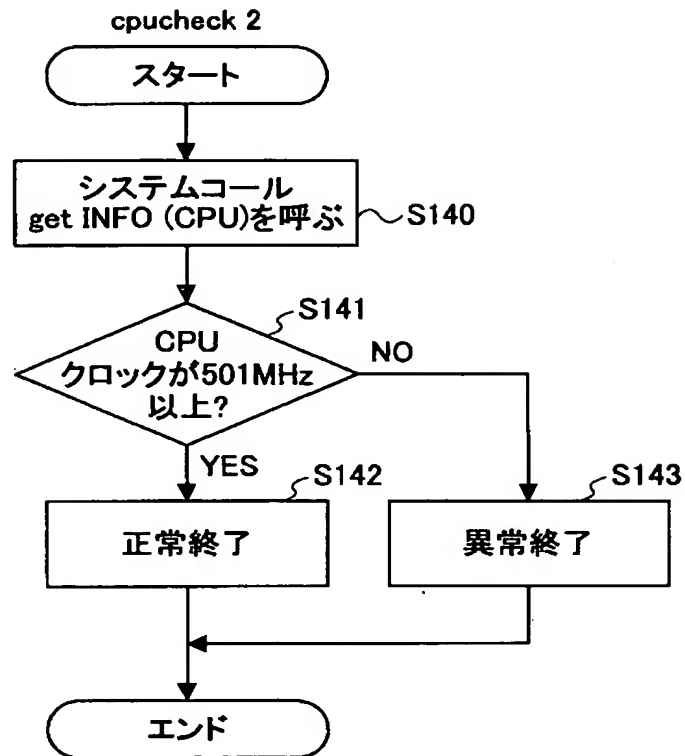 cpucheck 2
スタート
システムコール
get INFO (CPU)を呼ぶ
S140
S141
CPU
クロックが501MHz
以上?
NO
YES
S142
正常終了
S143
異常終了
エンド